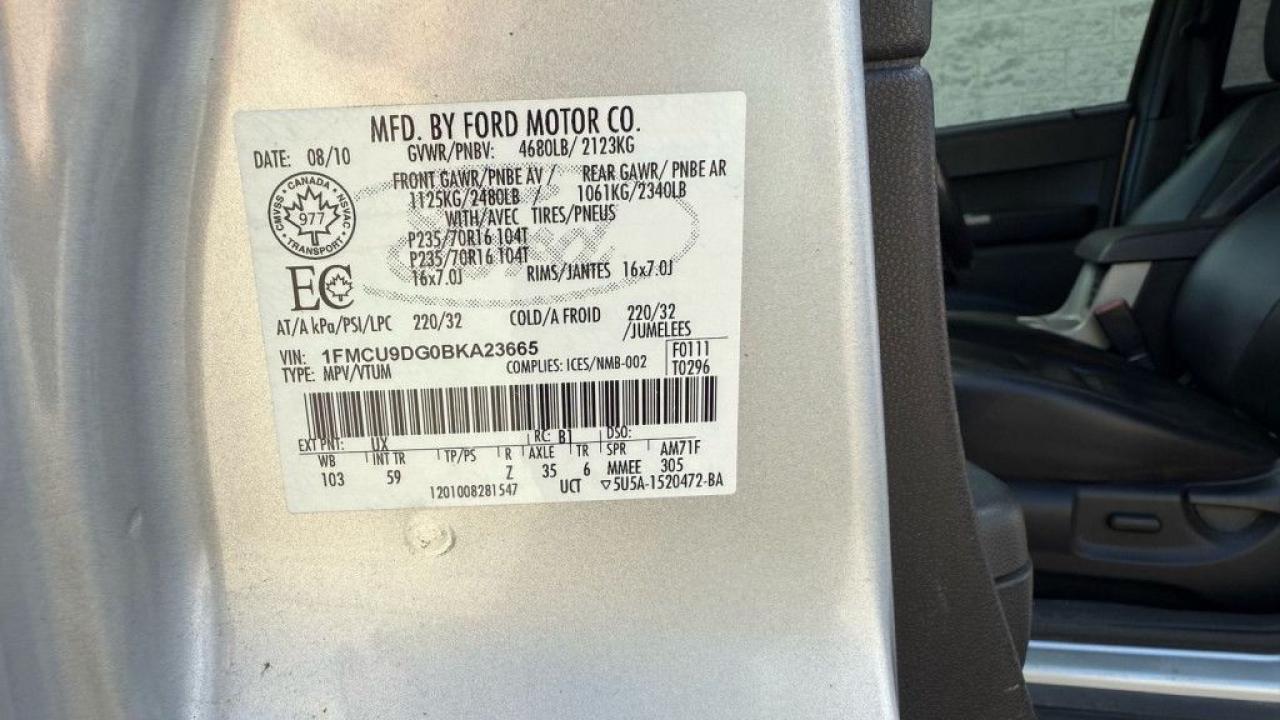 MFD. BY FORD MOTOR CO.
DATE: 08/10
GVWR/PNBV: 4680LB/ 2123KG
FRONT GAWR/PNBE AV / REAR GAWR/ PNBE AR
1125KG/2480LB / 1061KG/2340LB
WITH/AVEC TIRES/PNEUS
P235/70R16 104T
P235/70R16 104T
16x7.0J RIMS/JANTES 16x7.0J
CANADA
CMVSS • NSVAC
977
TRANSPORT
EC
AT/A kPa/PSI/LPC 220/32 COLD/A FROID 220/32
/JUMELEES
VIN: 1FMCU9DG0BKA23665
TYPE: MPV/VTUM COMPLIES: ICES/NMB-002
F0111
T0296
EXT PNT: UX RC: B1 DSO:
WB INT TR TP/PS R AXLE TR SPR AM71F
103 59 Z 35 6 MMEE 305
1201008281547 UCT ▽5U5A-1520472-BA